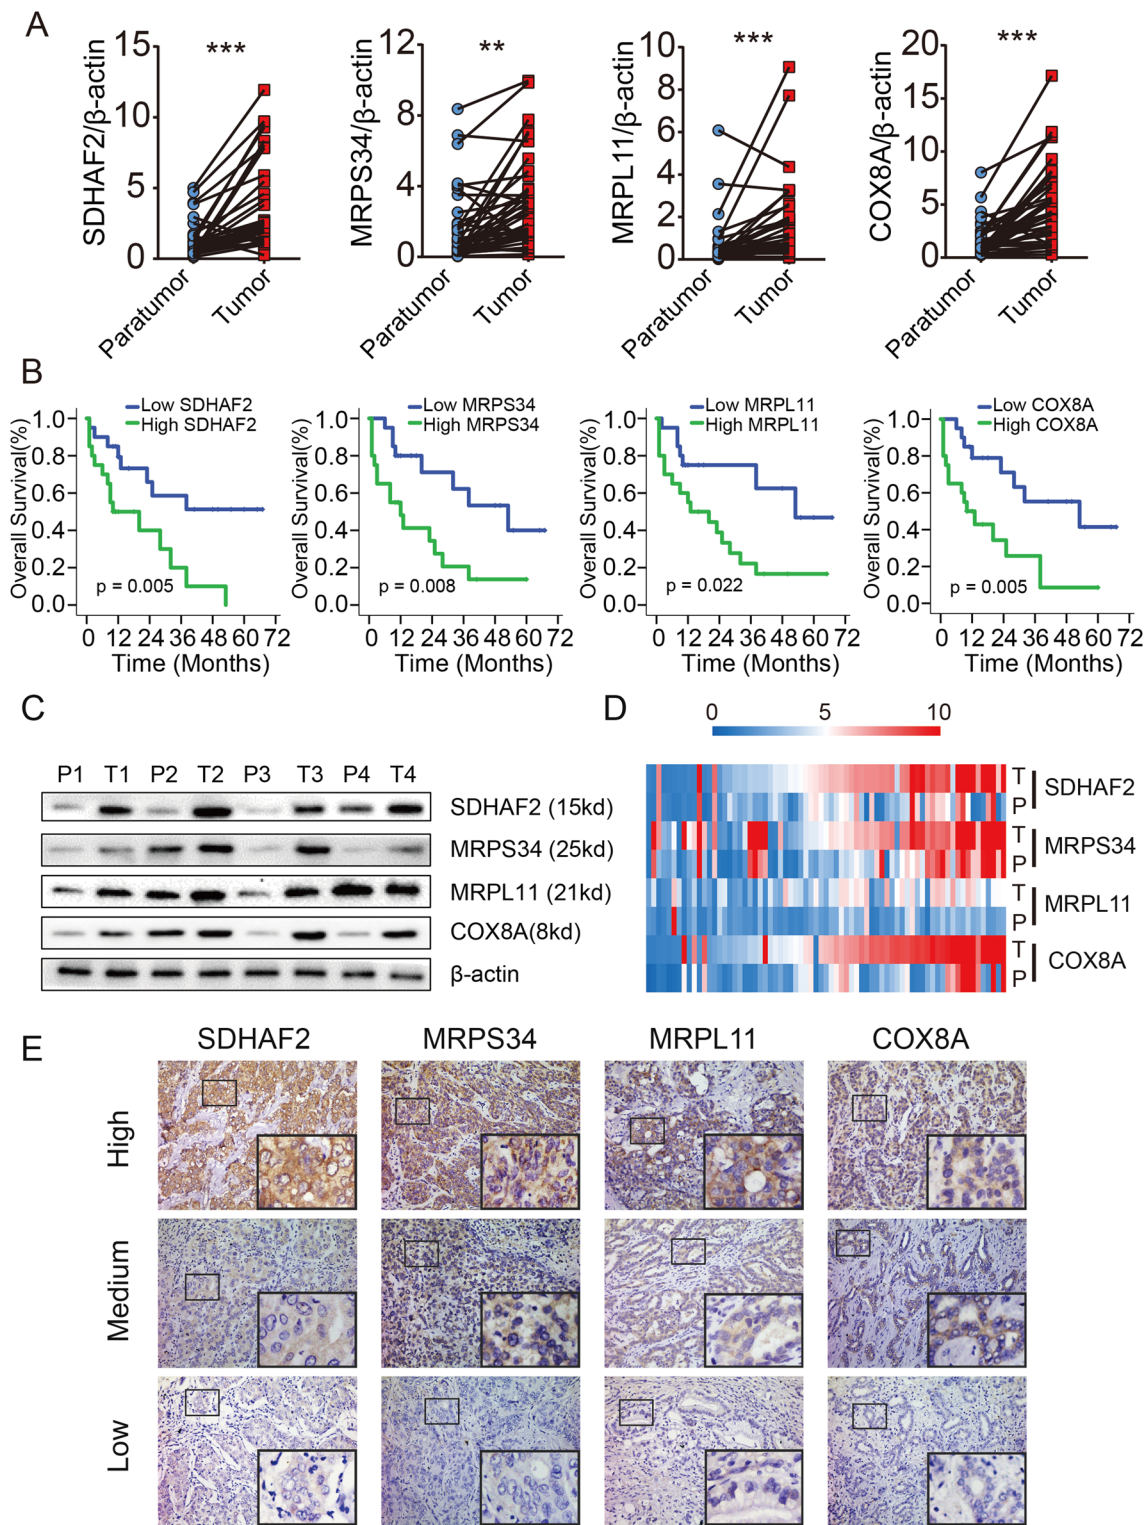 A
SDHAF2/β-actin
15
10
5
0
***
Paratumor
Tumor
MRPS34/β-actin
12
8
4
0
**
Paratumor
Tumor
MRPL11/β-actin
10
8
6
4
2
0
***
Paratumor
Tumor
COX8A/β-actin
20
15
10
5
0
***
Paratumor
Tumor
B
Overall Survival(%)
1.0
0.8
0.6
0.4
0.2
0.0
Low SDHAF2
High SDHAF2
p = 0.005
0 12 24 36 48 60 72
Time (Months)
Overall Survival(%)
1.0
0.8
0.6
0.4
0.2
0.0
Low MRPS34
High MRPS34
p = 0.008
0 12 24 36 48 60 72
Time (Months)
Overall Survival(%)
1.0
0.8
0.6
0.4
0.2
0.0
Low MRPL11
High MRPL11
p = 0.022
0 12 24 36 48 60 72
Time (Months)
Overall Survival(%)
1.0
0.8
0.6
0.4
0.2
0.0
Low COX8A
High COX8A
p = 0.005
0 12 24 36 48 60 72
Time (Months)
C
P1 T1 P2 T2 P3 T3 P4 T4
SDHAF2 (15kd)
MRPS34 (25kd)
MRPL11 (21kd)
COX8A(8kd)
β-actin
D
0 5 10
T
P
SDHAF2
T
P
MRPS34
T
P
MRPL11
T
P
COX8A
E
SDHAF2 MRPS34 MRPL11 COX8A
High
Medium
Low